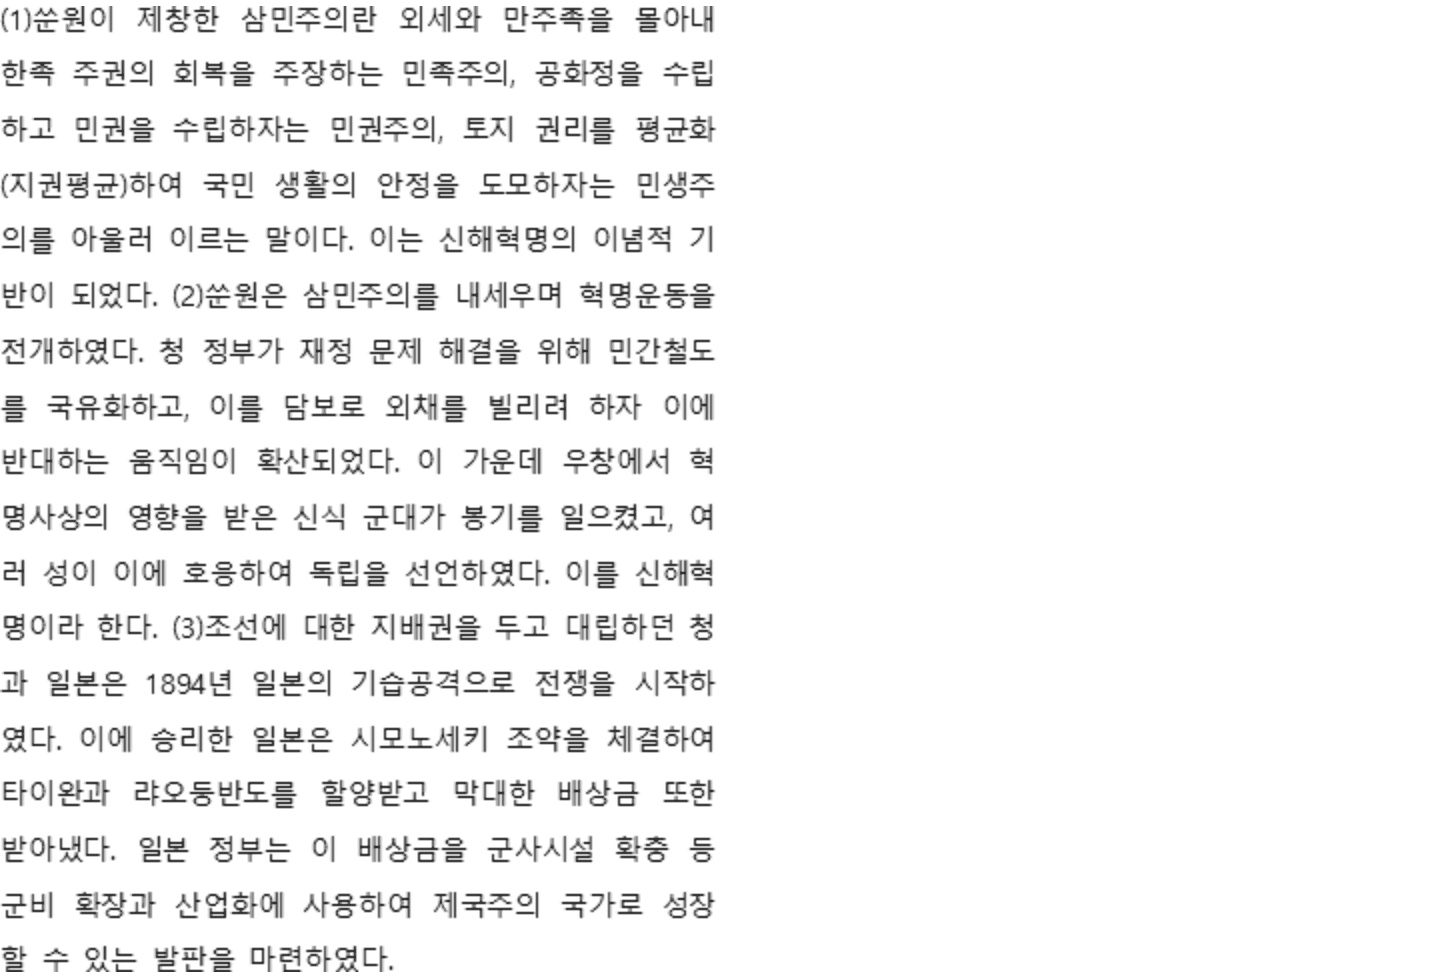 (1)쑨원이 제창한 삼민주의란 외세와 만주족을 몰아내
한족 주권의 회복을 주장하는 민족주의, 공화정을 수립
하고 민권을 수립하자는 민권주의, 토지 권리를 평균화
(지권평균)하여 국민 생활의 안정을 도모하자는 민생주
의를 아울러 이르는 말이다. 이는 신해혁명의 이념적 기
반이 되었다. (2)쑨원은 삼민주의를 내세우며 혁명운동을
전개하였다. 청 정부가 재정 문제 해결을 위해 민간철도
를 국유화하고, 이를 담보로 외채를 빌리려 하자 이에
반대하는 움직임이 확산되었다. 이 가운데 우창에서 혁
명사상의 영향을 받은 신식 군대가 봉기를 일으켰고, 여
러 성이 이에 호응하여 독립을 선언하였다. 이를 신해혁
명이라 한다. (3)조선에 대한 지배권을 두고 대립하던 청
과 일본은 1894년 일본의 기습공격으로 전쟁을 시작하
였다. 이에 승리한 일본은 시모노세키 조약을 체결하여
타이완과 랴오둥반도를 할양받고 막대한 배상금 또한
받아냈다. 일본 정부는 이 배상금을 군사시설 확충 등
군비 확장과 산업화에 사용하여 제국주의 국가로 성장
할 수 있는 발판을 마련하였다.